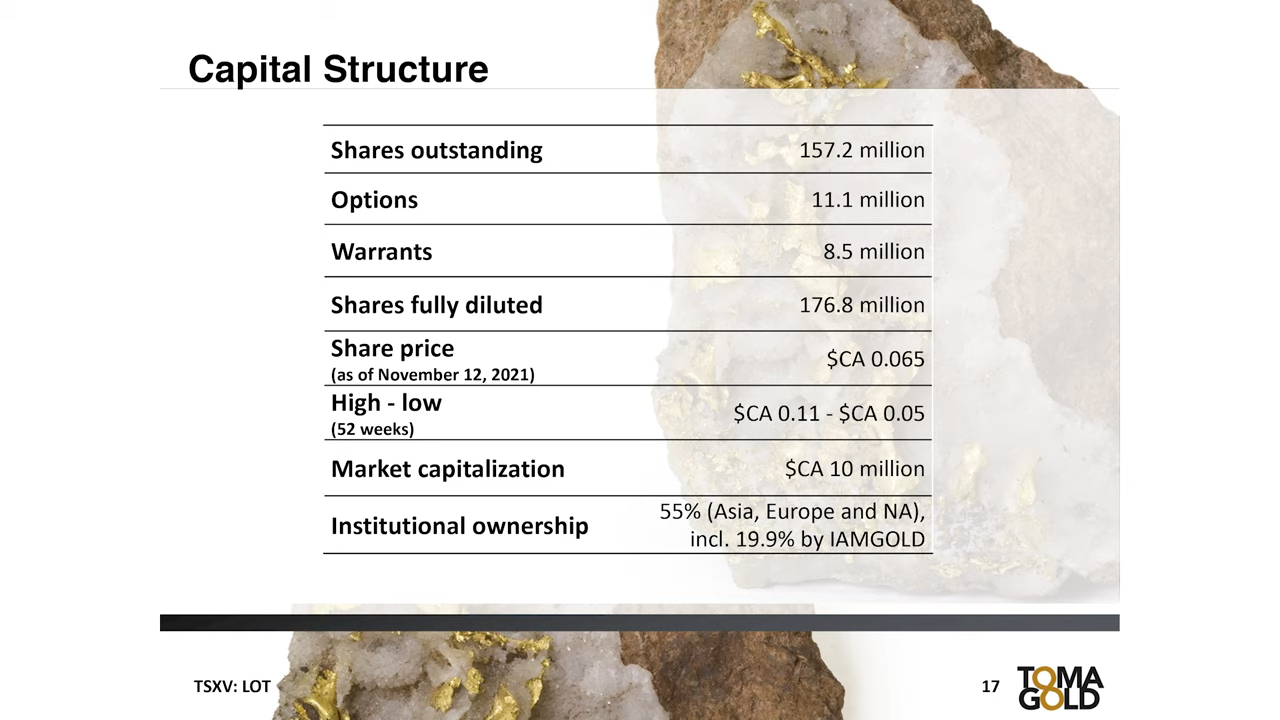 Capital Structure
Shares outstanding 157.2 million
Options 11.1 million
Warrants 8.5 million
Shares fully diluted 176.8 million
Share price
(as of November 12, 2021) $CA 0.065
High - low
(52 weeks) $CA 0.11 - $CA 0.05
Market capitalization $CA 10 million
Institutional ownership 55% (Asia, Europe and NA),
incl. 19.9% by IAMGOLD
TSXV: LOT 17
TOMA
GOLD